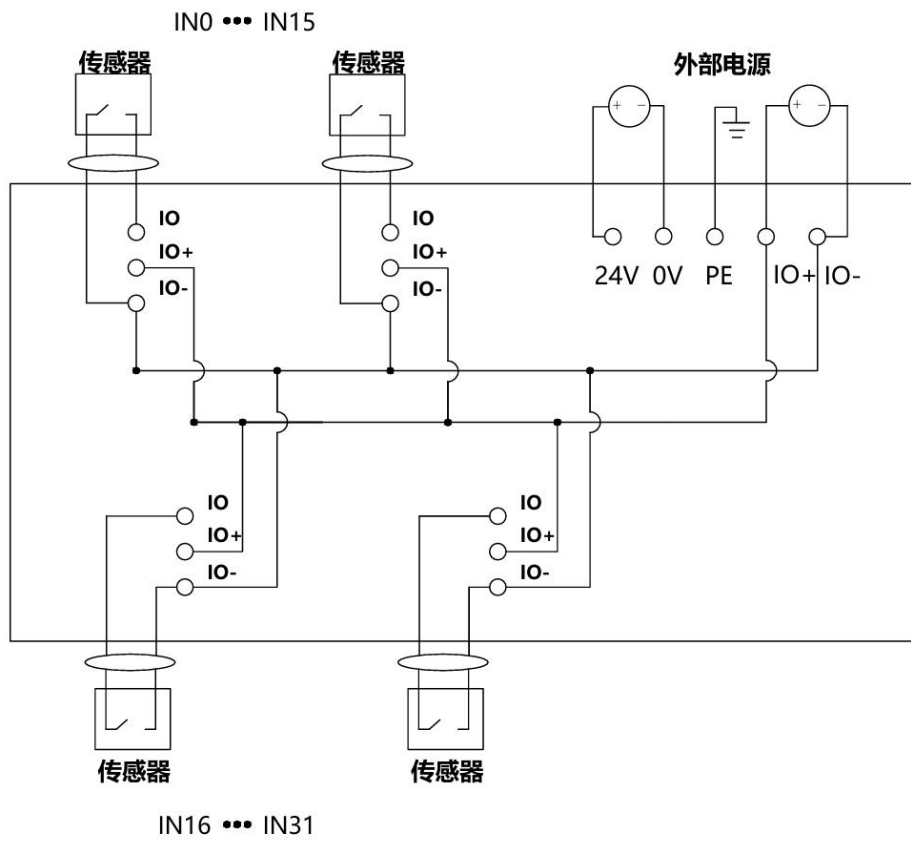 IN0 ••• IN15
传感器 传感器 外部电源
+ - + -
IO IO
IO+ IO+
IO- IO-
24V 0V PE IO+ IO-
IO IO
IO+ IO+
IO- IO-
传感器 传感器
IN16 ••• IN31